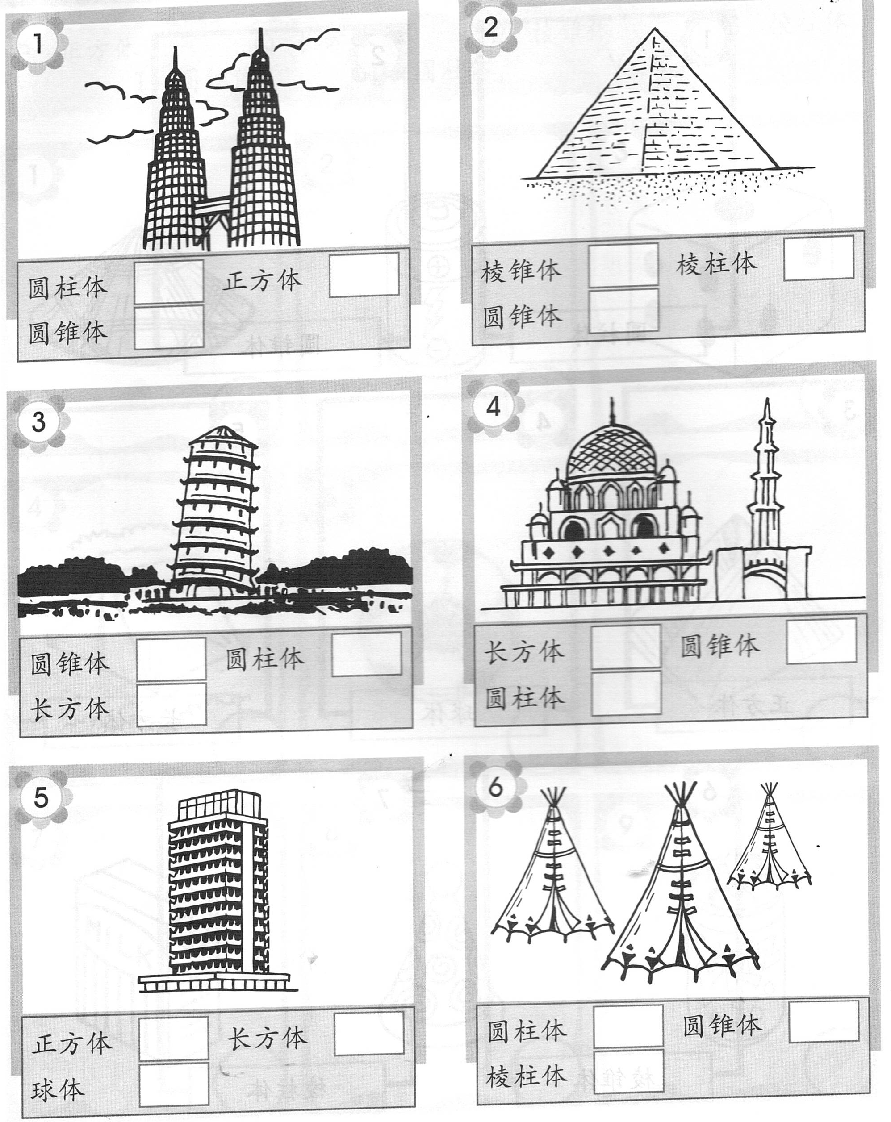 1
圆柱体 正方体
圆锥体
2
棱锥体 棱柱体
圆锥体
3
圆锥体 圆柱体
长方体
4
长方体 圆锥体
圆柱体
5
正方体 长方体
球体
6
圆柱体 圆锥体
棱柱体